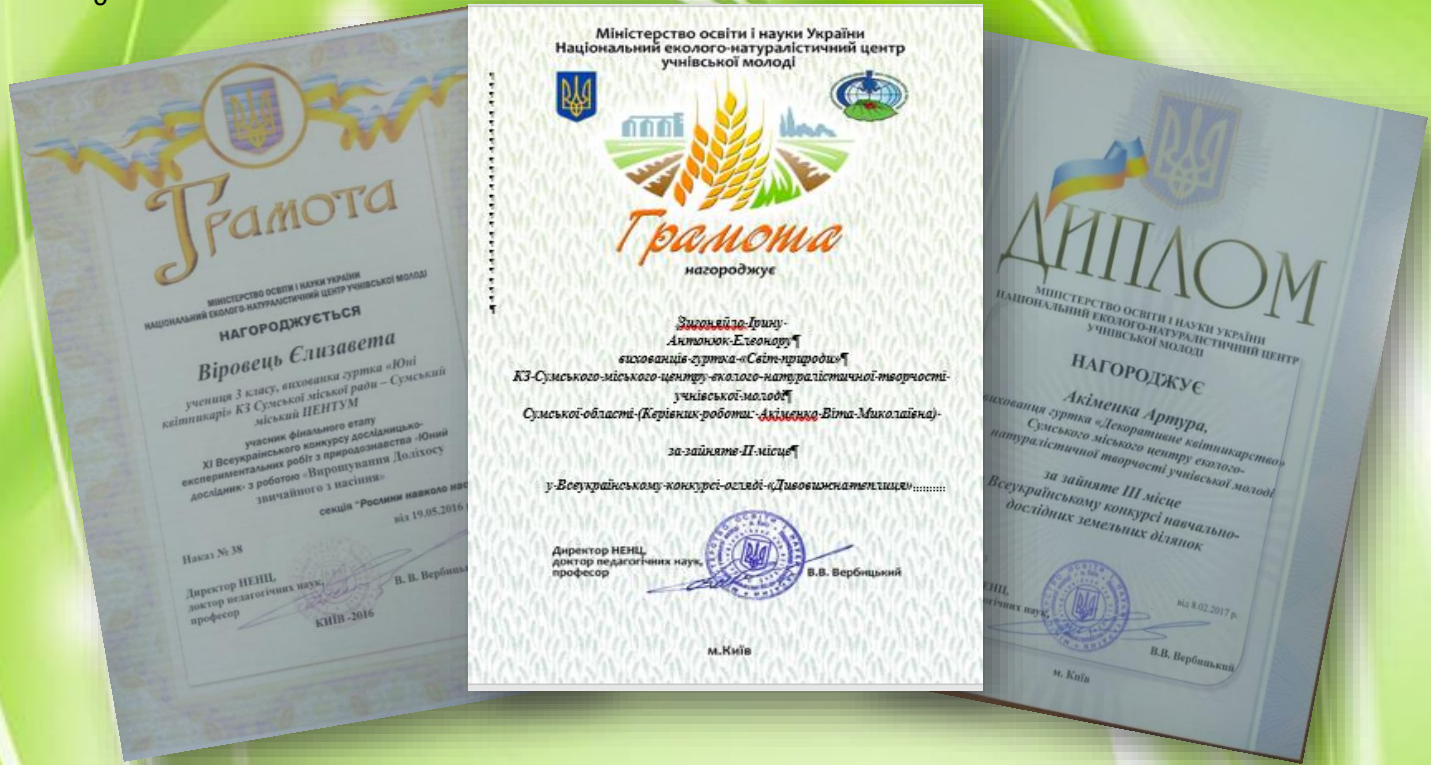 Грамота
МІНІСТЕРСТВО ОСВІТИ І НАУКИ УКРАЇНИ
НАЦІОНАЛЬНИЙ ЕКОЛОГО-НАТУРАЛІСТИЧНИЙ ЦЕНТР УЧНІВСЬКОЇ МОЛОДІ
НАГОРОДЖУЄТЬСЯ
Віровець Єлизавета
учениця 3 класу, вихованка гуртка «Юні
квітникарі» КЗ Сумської міської ради – Сумський
міський ЦЕНТУМ
учасник фінального етапу
ХІ Всеукраїнського конкурсу дослідницько-
експериментальних робіт з природознавства «Юний
дослідник» з роботою «Вирощування Доліхосу
звичайного з насіння»
секція "Рослини навколо нас
від 19.05.2016
Наказ № 38
Директор НЕНЦ,
доктор педагогічних наук,
професор
В. В. Вербицьк
КИЇВ -2016
Міністерство освіти і науки України
Національний еколого-натуралістичний центр
учнівської молоді
Грамота
нагороджує
Зигоняйло-Ірину-
Антонюк-Елеонору¶
вихованців-гуртка-«Світ-природи»¶
КЗ-Сумського-міського-центру-еколого-натуралістичної-творчості-
учнівської-молоді¶
Сумської-області-(Керівник-роботи:-Акіменко-Віта-Миколаївна)-
за-зайняте-ІІ-місце¶
у-Всеукраїнському-конкурсі-огляді-«Дивовижна теплиця»..........
Директор НЕНЦ,
доктор педагогічних наук,
професор
В.В. Вербицький
м.Київ
ДИПЛОМ
МІНІСТЕРСТВО ОСВІТИ І НАУКИ УКРАЇНИ
НАЦІОНАЛЬНИЙ ЕКОЛОГО-НАТУРАЛІСТИЧНИЙ ЦЕНТР
УЧНІВСЬКОЇ МОЛОДІ
НАГОРОДЖУЄ
Акіменка Артура,
вихованця гуртка «Декоративне квітникарство»
Сумського міського центру еколого-
натуралістичної творчості учнівської молоді
за зайняте ІІІ місце
Всеукраїнському конкурсі навчально-
дослідних земельних ділянок
від 8.02.2017 р.
В.В. Вербицький
м. Київ